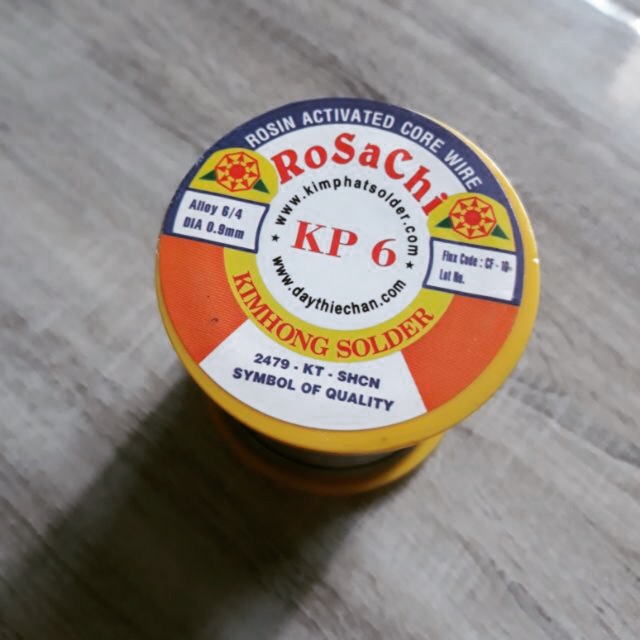 ROSIN ACTIVATED CORE WIRE
RoSaChi
Alloy 6/4
DIA 0.9mm
www.kimphatsolder.com
KP 6
www.daythiechan.com
Flux Code : CF - 10-
Lot No.
KIMHONG SOLDER
2479 - KT - SHCN
SYMBOL OF QUALITY